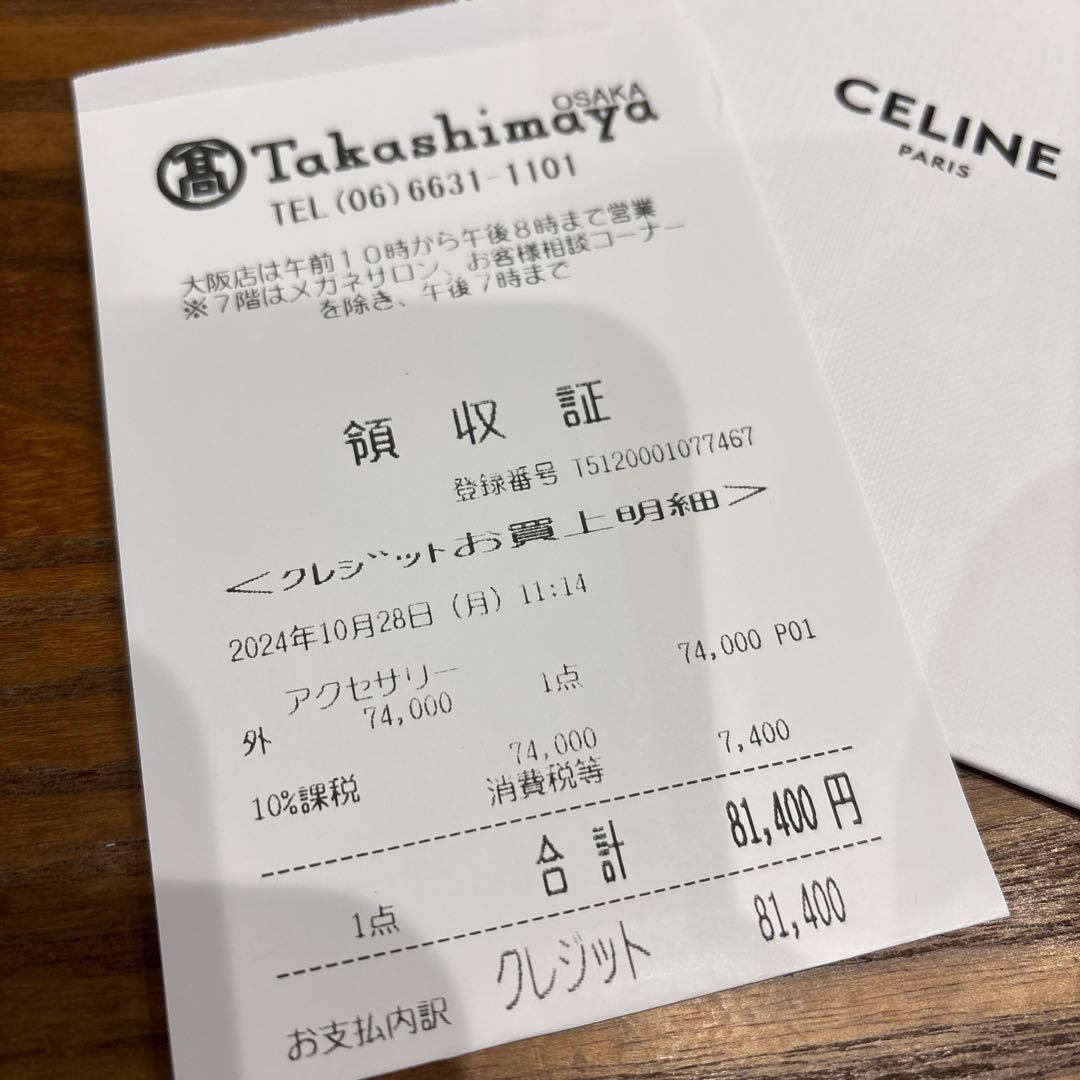 髙 Takashimaya OSAKA
TEL (06) 6631-1101
大阪店は午前10時から午後8時まで営業
※7階はメガネサロン、お客様相談コーナー
を除き、午後7時まで
領 収 証
登録番号 T5120001077467
<クレジットお買上明細>
2024年10月28日 (月) 11:14
アクセサリー 1点 74,000 P01
外 74,000
10%課税 74,000 消費税等 7,400
1点 合 計 81,400 円
お支払内訳 クレジット 81,400
CELINE
PARIS